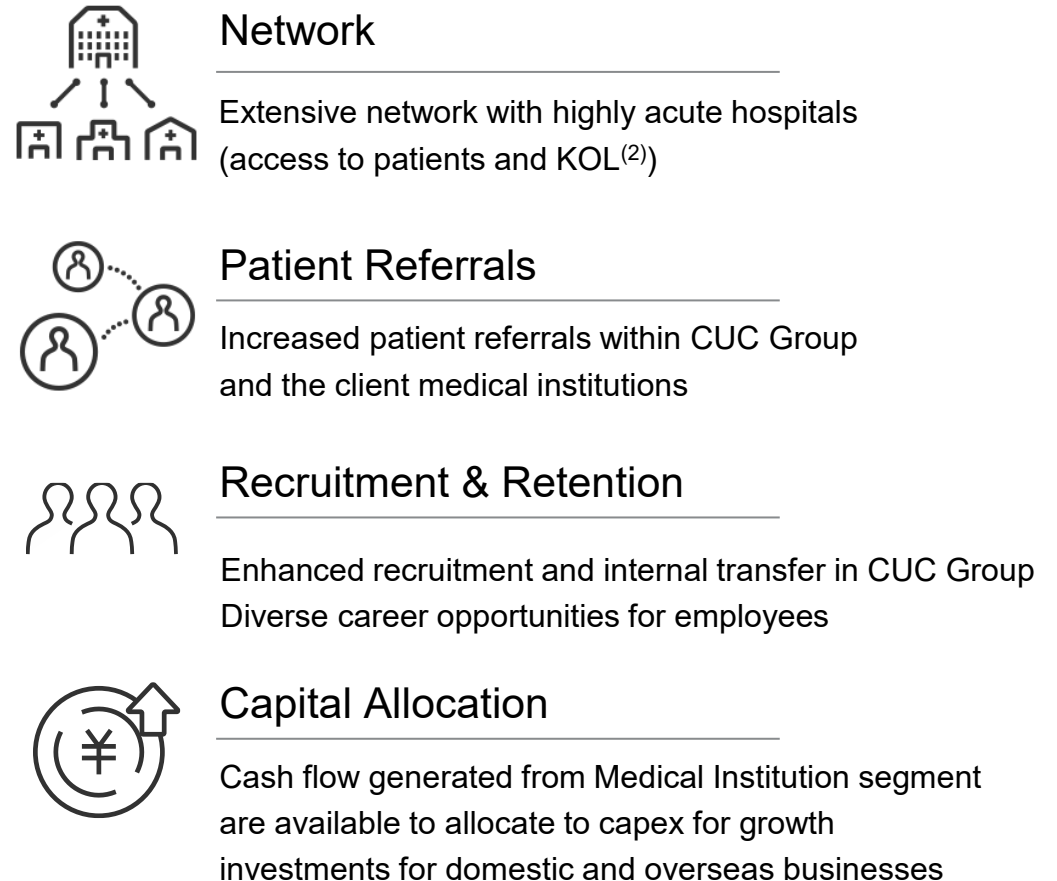 Network
Extensive network with highly acute hospitals
(access to patients and KOL(2))
Patient Referrals
Increased patient referrals within CUC Group
and the client medical institutions
Recruitment & Retention
Enhanced recruitment and internal transfer in CUC Group
Diverse career opportunities for employees
¥
Capital Allocation
Cash flow generated from Medical Institution segment
are available to allocate to capex for growth
investments for domestic and overseas businesses